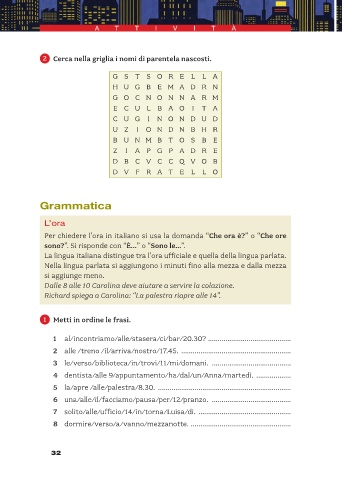 ATTIVITÀ
2 Cerca nella griglia i nomi di parentela nascosti.
G S T S O R E L L A
H U G B E M A D R N
G O C N O N N A R M
E C U L B A O I T A
C U G I N O N D U D
U Z I O N D N B H R
B U N M B T O S B E
Z I A P G P A D R E
D B C V C C Q V O B
D V F R A T E L L O
Grammatica
L'ora
Per chiedere l'ora in italiano si usa la domanda "Che ora è?" o "Che ore
sono?". Si risponde con "È..." o "Sono le...".
La lingua italiana distingue tra l'ora ufficiale e quella della lingua parlata.
Nella lingua parlata si aggiungono i minuti fino alla mezza e dalla mezza
si aggiunge meno.
Dalle 8 alle 10 Carolina deve aiutare a servire la colazione.
Richard spiega a Carolina: "La palestra riapre alle 14".
1 Metti in ordine le frasi.
1 al/incontriamo/alle/stasera/ci/bar/20.30? ........................................
2 alle /treno /il/arriva/nostro/17.45. ........................................
3 le/verso/biblioteca/in/trovi/11/mi/domani. ........................................
4 dentista/alle 9/appuntamento/ha/dal/un/Anna/martedì. .................
5 la/apre /alle/palestra/8.30. ........................................
6 una/alle/il/facciamo/pausa/per/12/pranzo. ........................................
7 solito/alle/ufficio/14/in/torna/Luisa/di. ........................................
8 dormire/verso/a/vanno/mezzanotte. ........................................
32